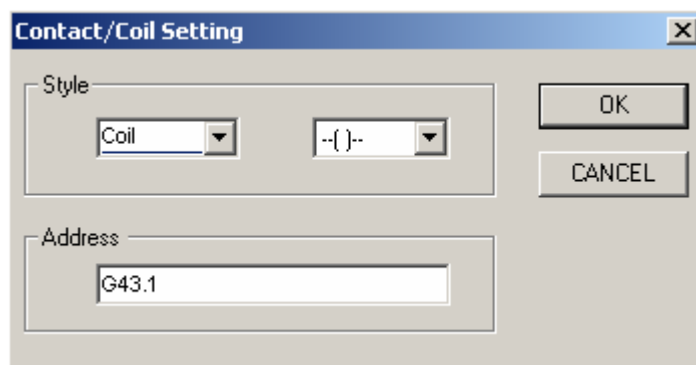 Contact/Coil Setting
Style
Coil
--( )--
OK
CANCEL
Address
G43.1